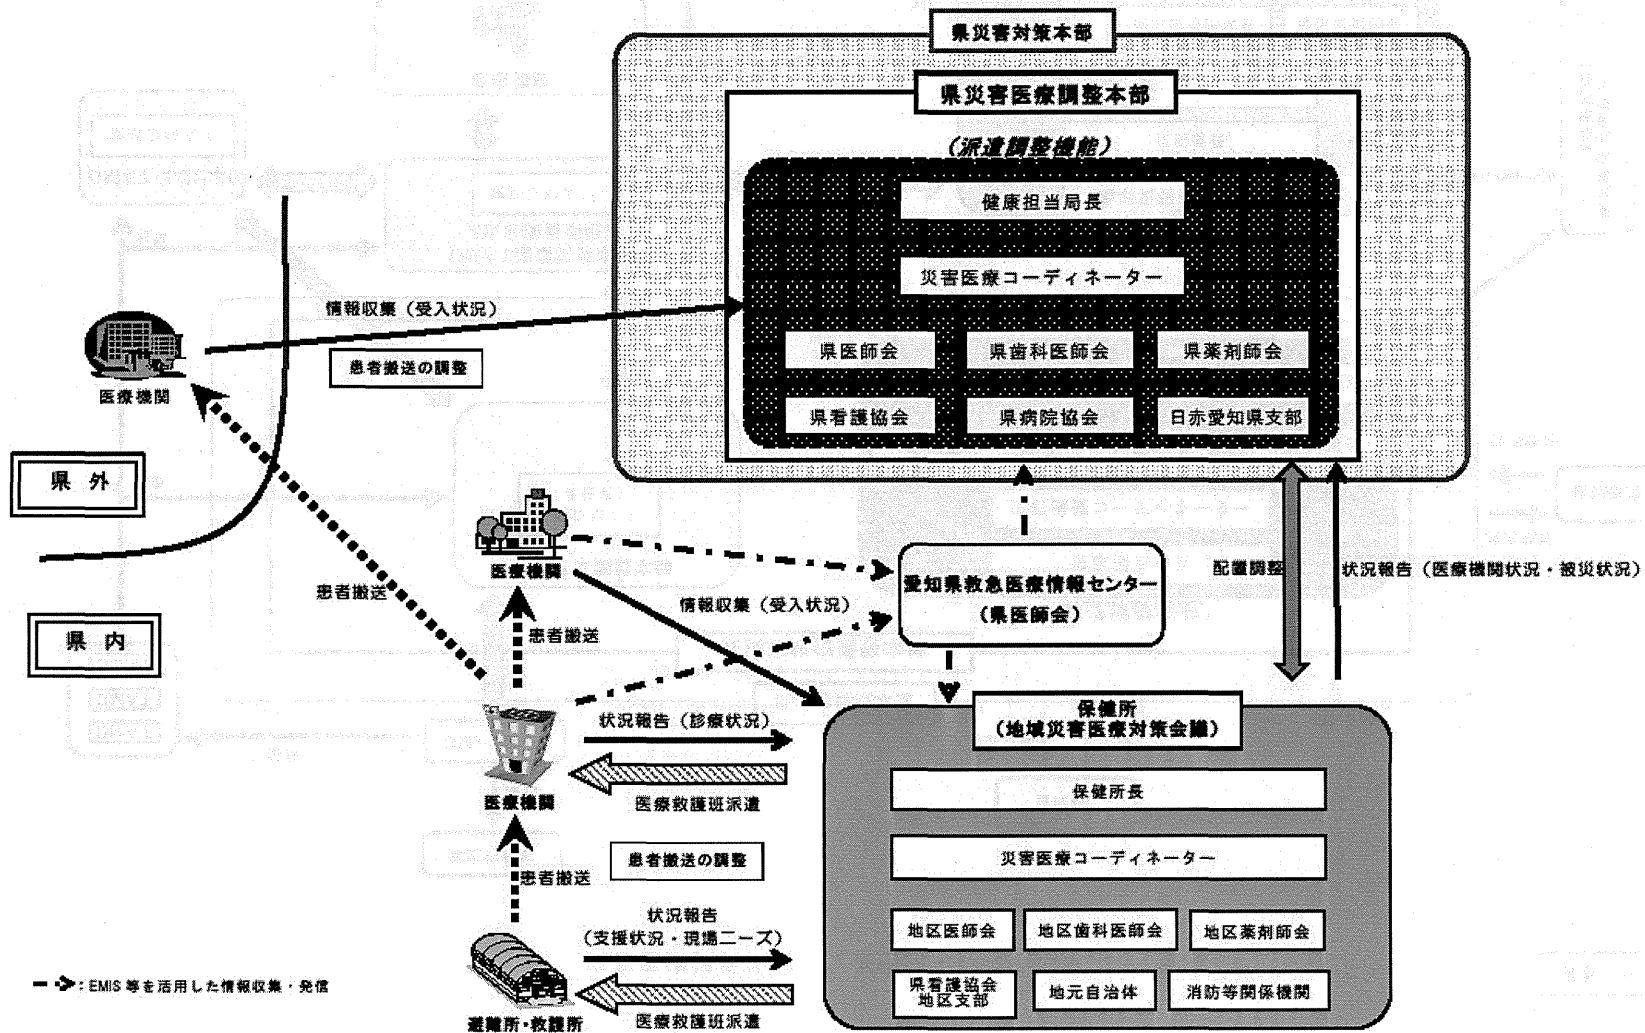 県災害対策本部
県災害医療調整本部
(派遣調整機能)
健康担当局長
災害医療コーディネーター
県医師会
県歯科医師会
県薬剤師会
県看護協会
県病院協会
日赤愛知県支部
情報収集（受入状況）
患者搬送の調整
医療機関
県 外
県 内
患者搬送
医療機関
患者搬送
情報収集（受入状況）
愛知県救急医療情報センター
（県医師会）
配置調整
状況報告（医療機関状況・被災状況）
保健所
（地域災害医療対策会議）
保健所長
災害医療コーディネーター
地区医師会
地区歯科医師会
地区薬剤師会
県看護協会
地区支部
地元自治体
消防等関係機関
状況報告（診療状況）
医療救護班派遣
医療機関
患者搬送の調整
患者搬送
状況報告
（支援状況・現場ニーズ）
医療救護班派遣
避難所・救護所
：EMIS 等を活用した情報収集・発信